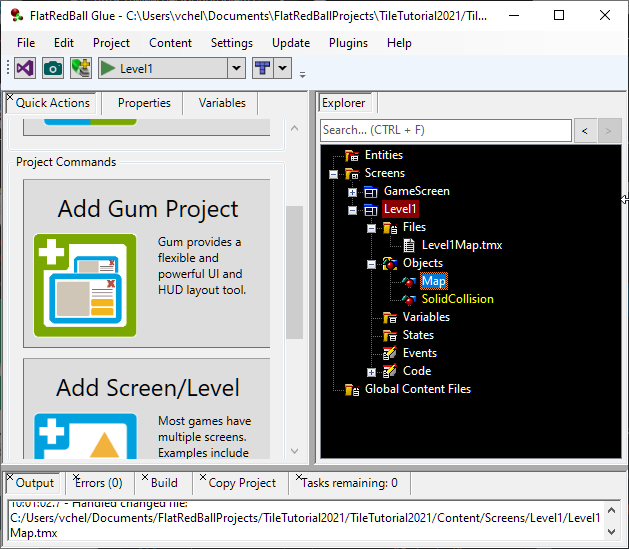 FlatRedBall Glue - C:\Users\vchel\Documents\FlatRedBallProjects\TileTutorial2021/Til...
File Edit Project Content Settings Update Plugins Help
Level1
Quick Actions Properties Variables
Project Commands
Add Gum Project
Gum provides a
flexible and
powerful UI and
HUD layout tool.
Add Screen/Level
Most games have
multiple screens.
Examples include
Explorer
Search... (CTRL + F) < >
Entities
Screens
GameScreen
Level1
Files
Level1Map.tmx
Objects
Map
SolidCollision
Variables
States
Events
Code
Global Content Files
Output Errors (0) Build Copy Project Tasks remaining: 0
10:01:02.7 - Handled changed file:
C:/Users/vchel/Documents/FlatRedBallProjects/TileTutorial2021/TileTutorial2021/Content/Screens/Level1/Level1
Map.tmx